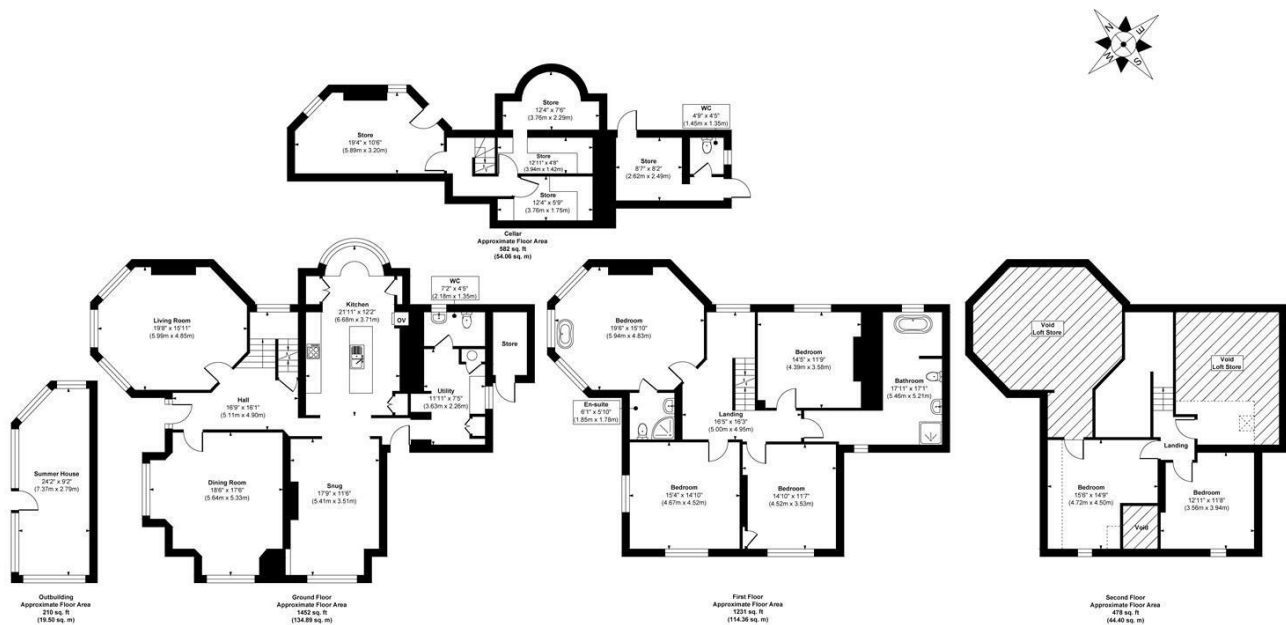 N
E
W
S
Store
12'4" x 7'6"
(3.76m x 2.29m)
WC
4'9" x 4'5"
(1.45m x 1.35m)
Store
19'4" x 10'6"
(5.89m x 3.20m)
Store
12'11" x 4'8"
(3.94m x 1.42m)
Store
8'7" x 8'2"
(2.62m x 2.49m)
Store
12'4" x 5'9"
(3.76m x 1.75m)
Cellar
Approximate Floor Area
582 sq. ft
(54.06 sq. m)
Living Room
19'8" x 15'11"
(5.99m x 4.85m)
Kitchen
21'11" x 12'2"
(6.68m x 3.71m)
OV
WC
7'2" x 4'5"
(2.18m x 1.35m)
Store
Utility
11'11" x 7'5"
(3.63m x 2.26m)
Hall
16'9" x 16'1"
(5.11m x 4.90m)
Dining Room
18'6" x 17'6"
(5.64m x 5.33m)
Snug
17'9" x 11'6"
(5.41m x 3.51m)
Summer House
24'2" x 9'2"
(7.37m x 2.79m)
Outbuilding
Approximate Floor Area
210 sq. ft
(19.50 sq. m)
Ground Floor
Approximate Floor Area
1452 sq. ft
(134.89 sq. m)
Bedroom
19'6" x 15'10"
(5.94m x 4.83m)
Bedroom
14'5" x 11'9"
(4.39m x 3.58m)
Bathroom
17'11" x 17'1"
(5.46m x 5.21m)
En-suite
6'1" x 5'10"
(1.85m x 1.78m)
Landing
16'5" x 16'3"
(5.00m x 4.95m)
Bedroom
15'4" x 14'10"
(4.67m x 4.52m)
Bedroom
14'10" x 11'7"
(4.52m x 3.53m)
First Floor
Approximate Floor Area
1231 sq. ft
(114.36 sq. m)
Void
Loft Store
Void
Loft Store
Landing
Bedroom
15'6" x 14'9"
(4.72m x 4.50m)
Void
Bedroom
12'11" x 11'8"
(3.56m x 3.94m)
Second Floor
Approximate Floor Area
478 sq. ft
(44.40 sq. m)